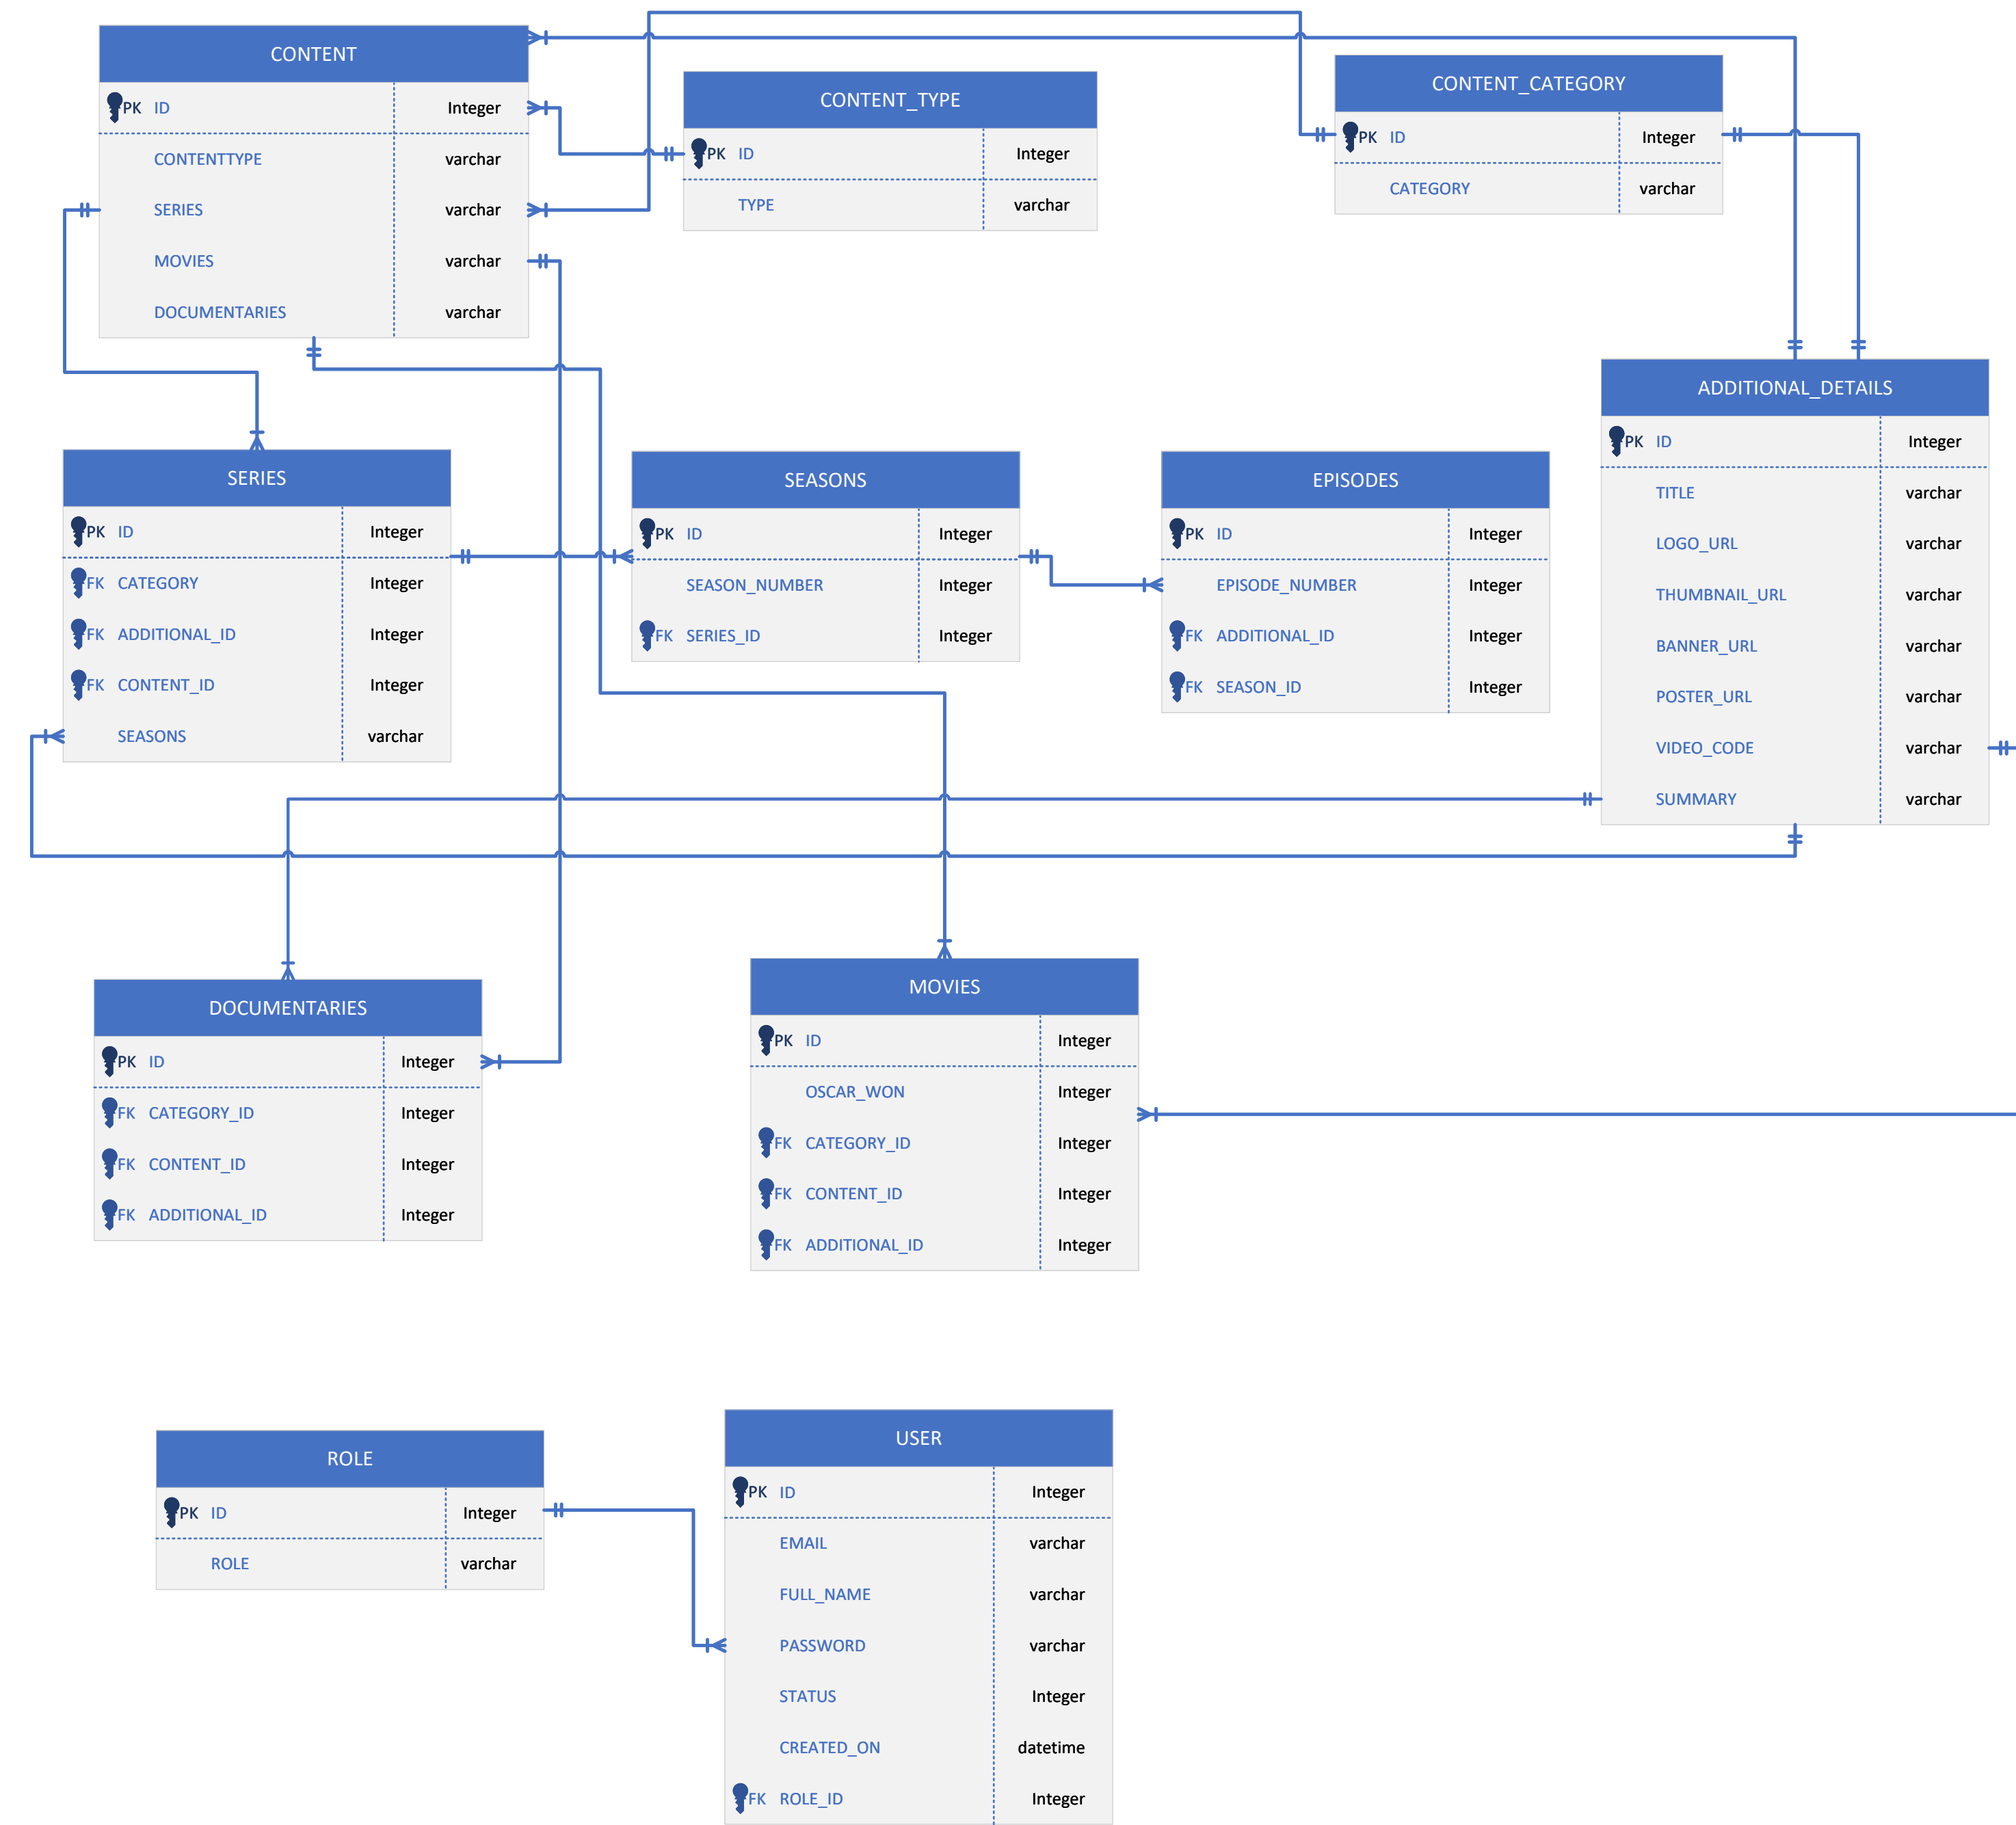 CONTENT
PK ID Integer
CONTENTTYPE varchar
SERIES varchar
MOVIES varchar
DOCUMENTARIES varchar
CONTENT_TYPE
PK ID Integer
TYPE varchar
CONTENT_CATEGORY
PK ID Integer
CATEGORY varchar
ADDITIONAL_DETAILS
PK ID Integer
TITLE varchar
LOGO_URL varchar
THUMBNAIL_URL varchar
BANNER_URL varchar
POSTER_URL varchar
VIDEO_CODE varchar
SUMMARY varchar
SERIES
PK ID Integer
FK CATEGORY Integer
FK ADDITIONAL_ID Integer
FK CONTENT_ID Integer
SEASONS varchar
SEASONS
PK ID Integer
SEASON_NUMBER Integer
FK SERIES_ID Integer
EPISODES
PK ID Integer
EPISODE_NUMBER Integer
FK ADDITIONAL_ID Integer
FK SEASON_ID Integer
DOCUMENTARIES
PK ID Integer
FK CATEGORY_ID Integer
FK CONTENT_ID Integer
FK ADDITIONAL_ID Integer
MOVIES
PK ID Integer
OSCAR_WON Integer
FK CATEGORY_ID Integer
FK CONTENT_ID Integer
FK ADDITIONAL_ID Integer
ROLE
PK ID Integer
ROLE varchar
USER
PK ID Integer
EMAIL varchar
FULL_NAME varchar
PASSWORD varchar
STATUS Integer
CREATED_ON datetime
FK ROLE_ID Integer